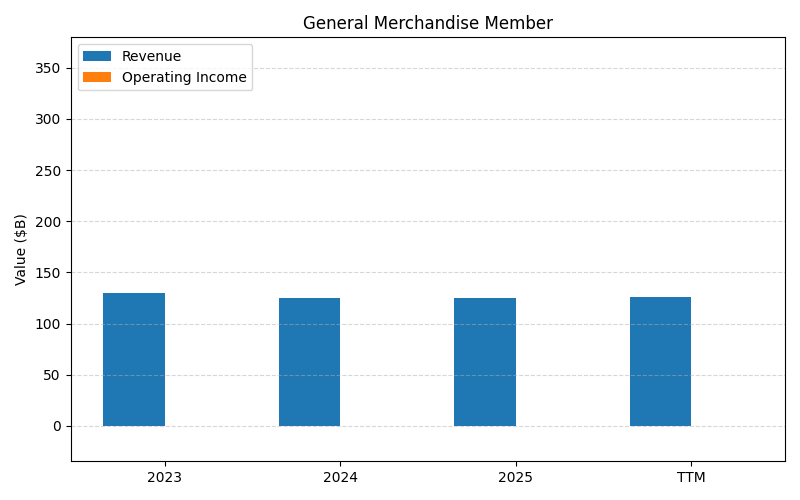 General Merchandise Member
Revenue
Operating Income
Value ($B)
350
300
250
200
150
100
50
0
2023
2024
2025
TTM